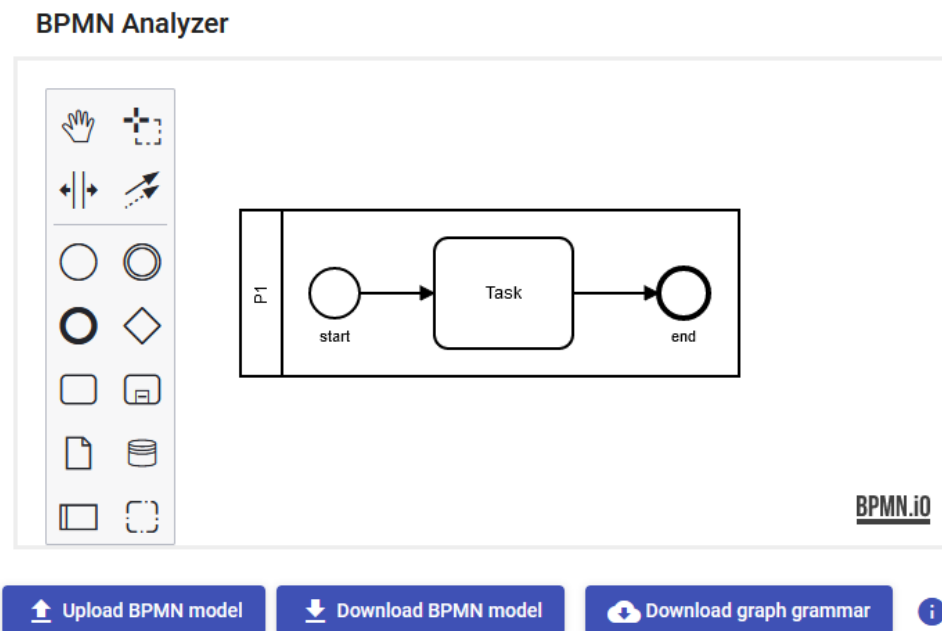 BPMN Analyzer
P1
start
Task
end
BPMN.iO
Upload BPMN model
Download BPMN model
Download graph grammar
i